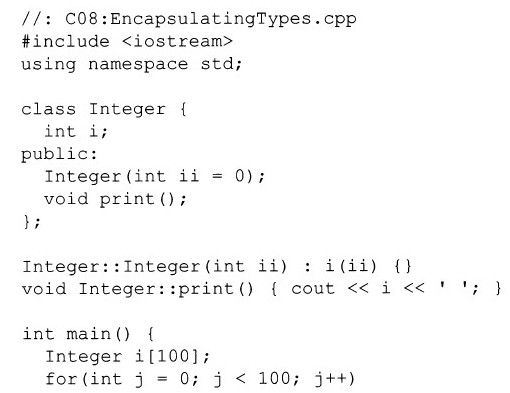 //: C08:EncapsulatingTypes.cpp
#include <iostream>
using namespace std;

class Integer {
  int i;
public:
  Integer(int ii = 0);
  void print();
};

Integer::Integer(int ii) : i(ii) {}
void Integer::print() { cout << i << ' '; }

int main() {
  Integer i[100];
  for(int j = 0; j < 100; j++)